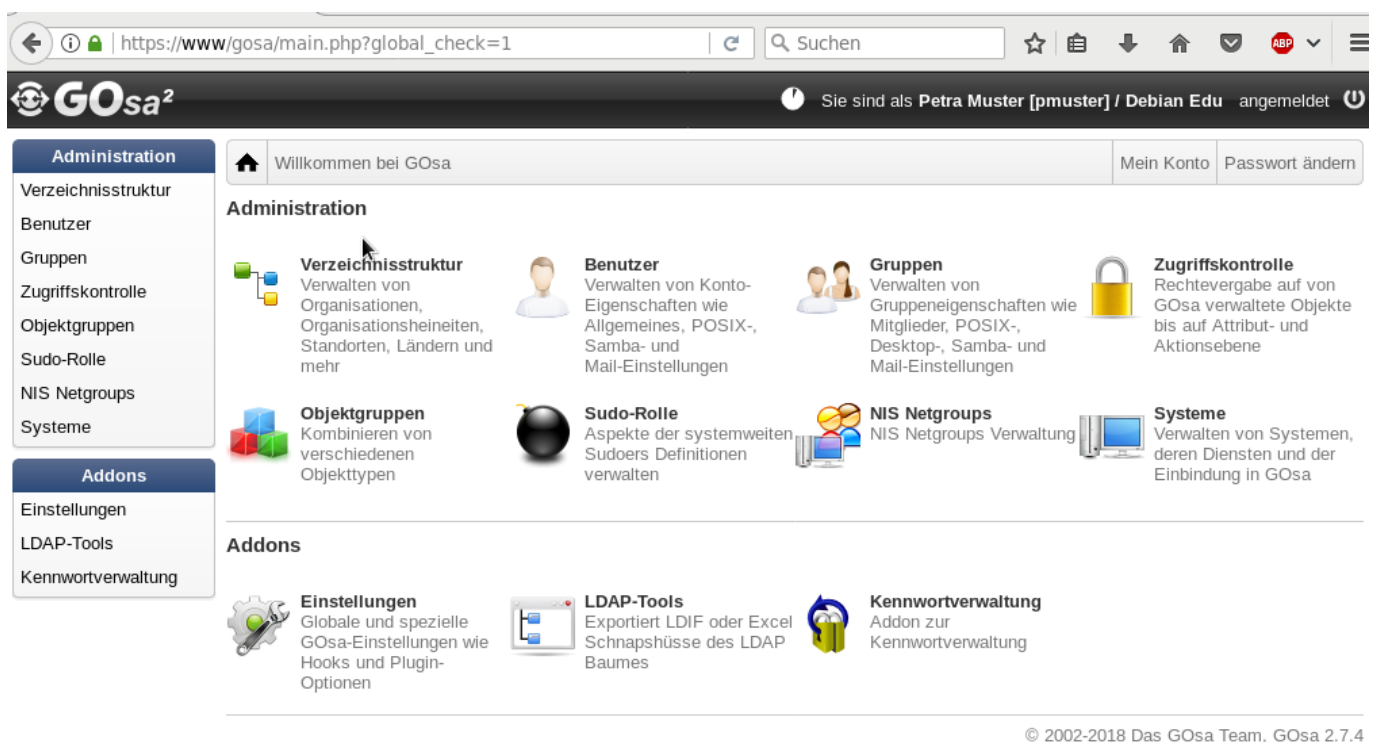 https://www/gosa/main.php?global_check=1
Suchen
ABP
GOsa²
Sie sind als Petra Muster [pmuster] / Debian Edu angemeldet
Administration
Verzeichnisstruktur
Benutzer
Gruppen
Zugriffskontrolle
Objektgruppen
Sudo-Rolle
NIS Netgroups
Systeme
Addons
Einstellungen
LDAP-Tools
Kennwortverwaltung
Willkommen bei GOsa
Mein Konto
Passwort ändern
Administration
Verzeichnisstruktur
Verwalten von
Organisationen,
Organisationsheineiten,
Standorten, Ländern und
mehr
Benutzer
Verwalten von Konto-
Eigenschaften wie
Allgemeines, POSIX-,
Samba- und
Mail-Einstellungen
Gruppen
Verwalten von
Gruppeneigenschaften wie
Mitglieder, POSIX-,
Desktop-, Samba- und
Mail-Einstellungen
Zugriffskontrolle
Rechtevergabe auf von
GOsa verwaltete Objekte
bis auf Attribut- und
Aktionsebene
Objektgruppen
Kombinieren von
verschiedenen
Objekttypen
Sudo-Rolle
Aspekte der systemweiten
Sudoers Definitionen
verwalten
NIS Netgroups
NIS Netgroups Verwaltung
Systeme
Verwalten von Systemen,
deren Diensten und der
Einbindung in GOsa
Addons
Einstellungen
Globale und spezielle
GOsa-Einstellungen wie
Hooks und Plugin-
Optionen
LDAP-Tools
Exportiert LDIF oder Excel
Schnapshüsse des LDAP
Baumes
Kennwortverwaltung
Addon zur
Kennwortverwaltung
© 2002-2018 Das GOsa Team. GOsa 2.7.4